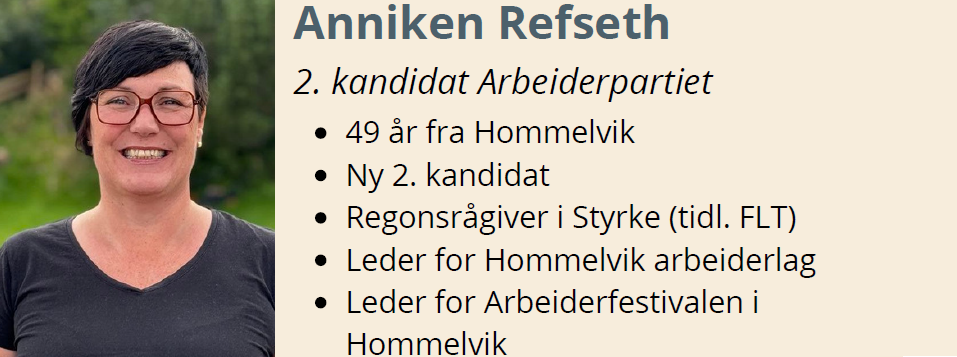 Anniken Refseth
2. kandidat Arbeiderpartiet
• 49 år fra Hommelvik
• Ny 2. kandidat
• Regonsrågiver i Styrke (tidl. FLT)
• Leder for Hommelvik arbeiderlag
• Leder for Arbeiderfestivalen i
Hommelvik